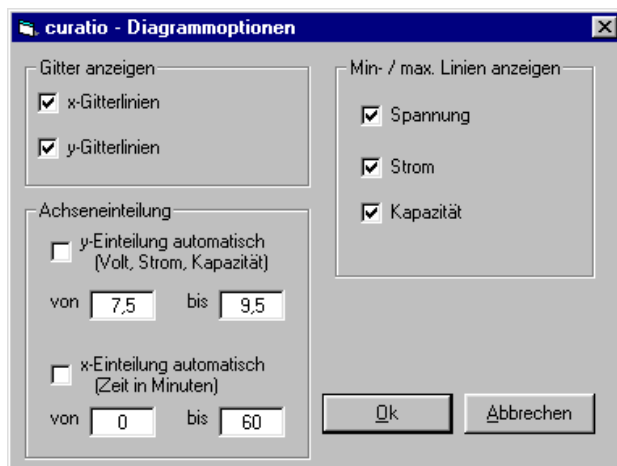 curatio - Diagrammoptionen
Gitter anzeigen
x-Gitterlinien
y-Gitterlinien
Achseneinteilung
y-Einteilung automatisch
(Volt, Strom, Kapazität)
von 7,5 bis 9,5
x-Einteilung automatisch
(Zeit in Minuten)
von 0 bis 60
Min- / max. Linien anzeigen
Spannung
Strom
Kapazität
Ok Abbrechen